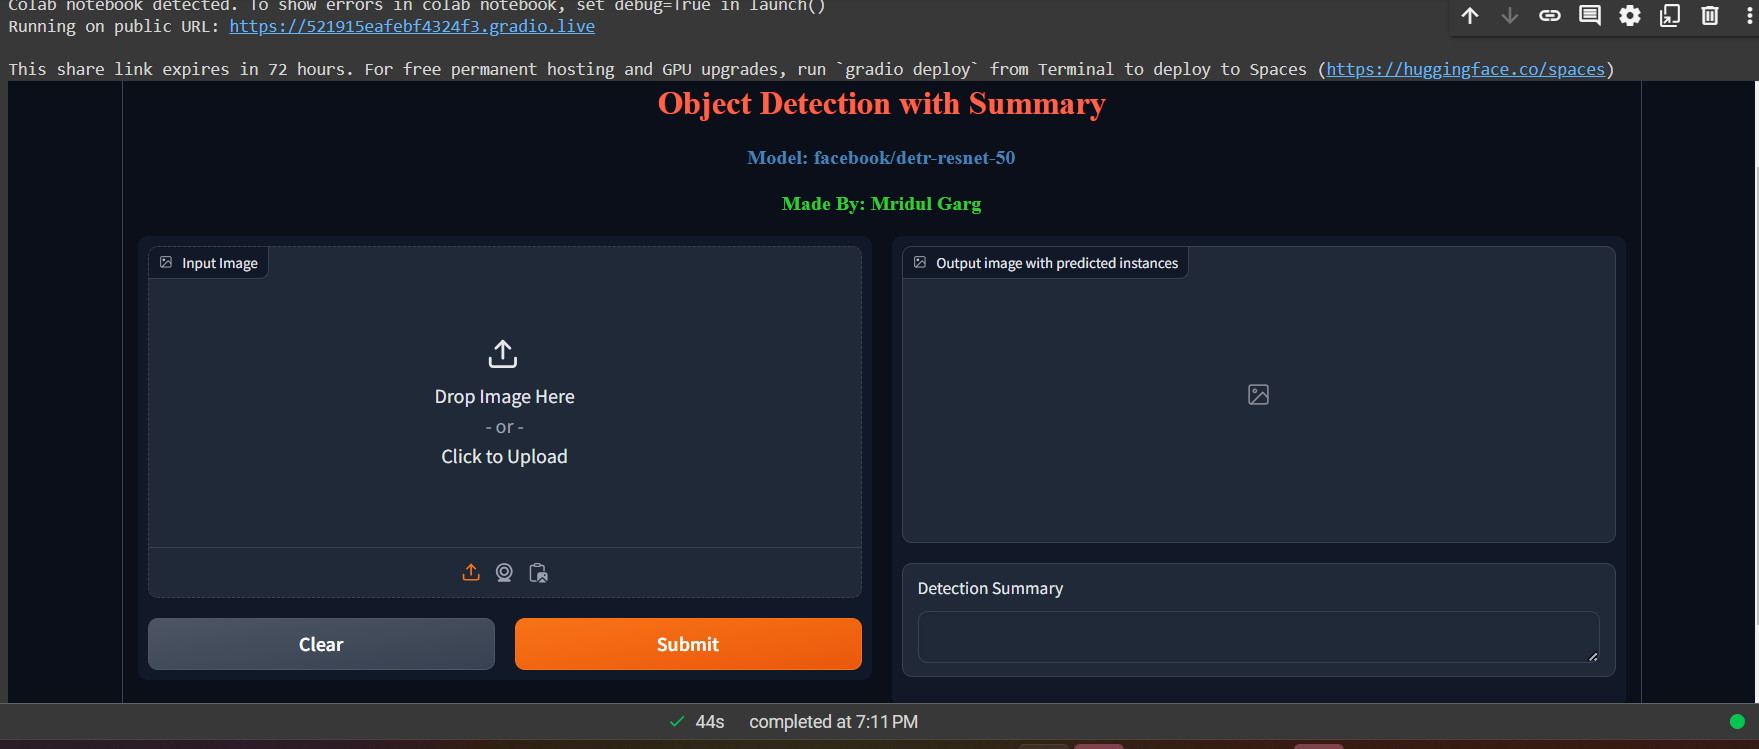 Colab notebook detected. To show errors in colab notebook, set debug=True in launch()
Running on public URL: https://521915eafebf4324f3.gradio.live
This share link expires in 72 hours. For free permanent hosting and GPU upgrades, run `gradio deploy` from Terminal to deploy to Spaces (https://huggingface.co/spaces)
Object Detection with Summary
Model: facebook/detr-resnet-50
Made By: Mridul Garg
Input Image
Drop Image Here
- or -
Click to Upload
Clear
Submit
Output image with predicted instances
Detection Summary
44s completed at 7:11 PM